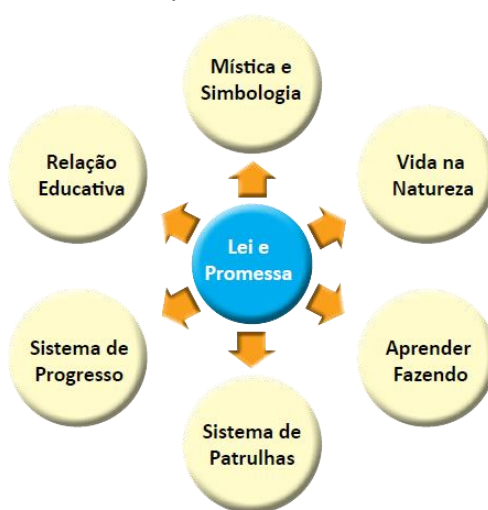 Mística e
Simbologia
Relação
Educativa
Vida na
Natureza
Lei e
Promessa
Sistema de
Progresso
Aprender
Fazendo
Sistema de
Patrulhas